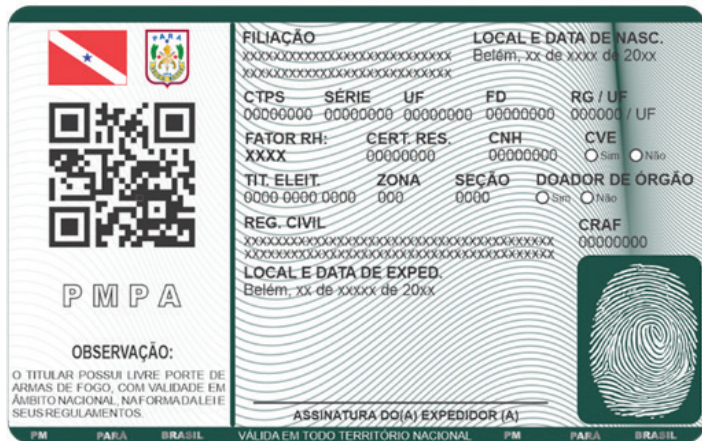 PARÁ
FILIAÇÃO LOCAL E DATA DE NASC.
xxxxxxxxxxxxxxxxxxxxxxxxxxx Belém, xx de xxxx de 20xx
xxxxxxxxxxxxxxxxxxxxxxxxxxx
CTPS SÉRIE UF FD RG / UF
00000000 00000000 00000000 00000000 000000 / UF
FATOR RH: CERT. RES. CNH CVE
XXXX 00000000 00000000 Sim Não
TIT. ELEIT. ZONA SEÇÃO DOADOR DE ÓRGÃO
0000 0000 0000 000 0000 Sim Não
REG. CIVIL CRAF
xxxxxxxxxxxxxxxxxxxxxxxxxxxxxxxxxxxxxxxx 00000000
xxxxxxxxxxxxxxxxxxxxxxxxxxxxxxxxxxxxxxxx
LOCAL E DATA DE EXPED.
Belém, xx de xxxxx de 20xx
PMPA
OBSERVAÇÃO:
O TITULAR POSSUI LIVRE PORTE DE
ARMAS DE FOGO, COM VALIDADE EM
ÂMBITO NACIONAL, NA FORMA DA LEI E
SEUS REGULAMENTOS.
ASSINATURA DO(A) EXPEDIDOR (A)
PM PARÁ BRASIL VÁLIDA EM TODO TERRITÓRIO NACIONAL PM PARÁ BRASIL